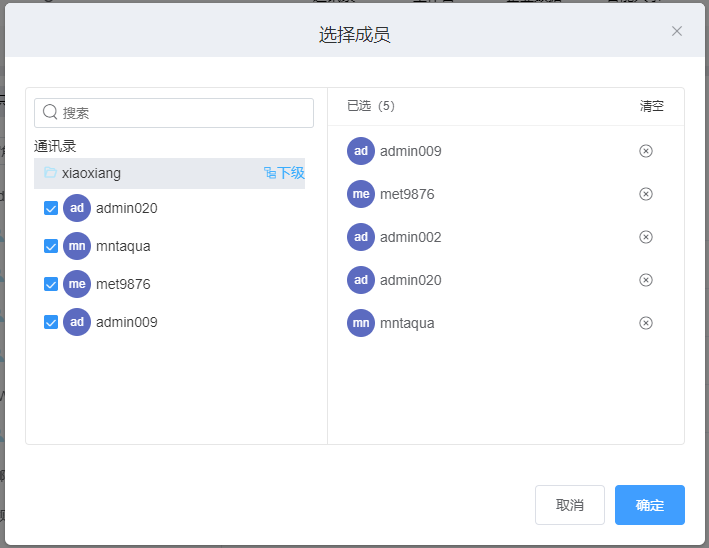 选择成员
搜索
通讯录
xiaoxiang 下级
ad admin020
mn mntaqua
me met9876
ad admin009
已选（5） 清空
ad admin009
me met9876
ad admin002
ad admin020
mn mntaqua
取消 确定